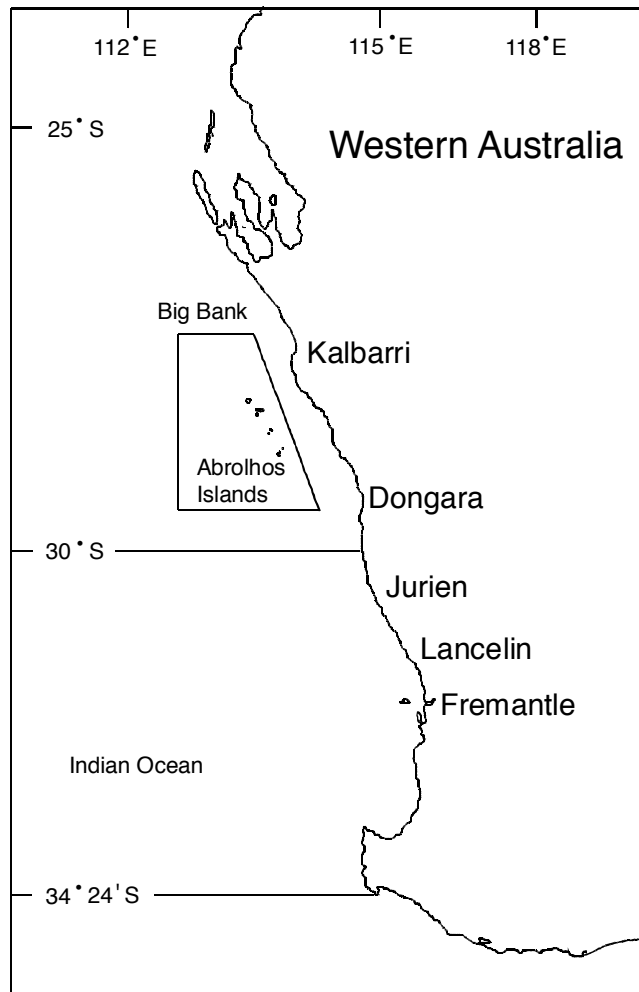 112°E 115°E 118°E
25°S
Western Australia
Big Bank
Kalbarri
Abrolhos
Islands
Dongara
30°S
Jurien
Lancelin
Fremantle
Indian Ocean
34°24'S